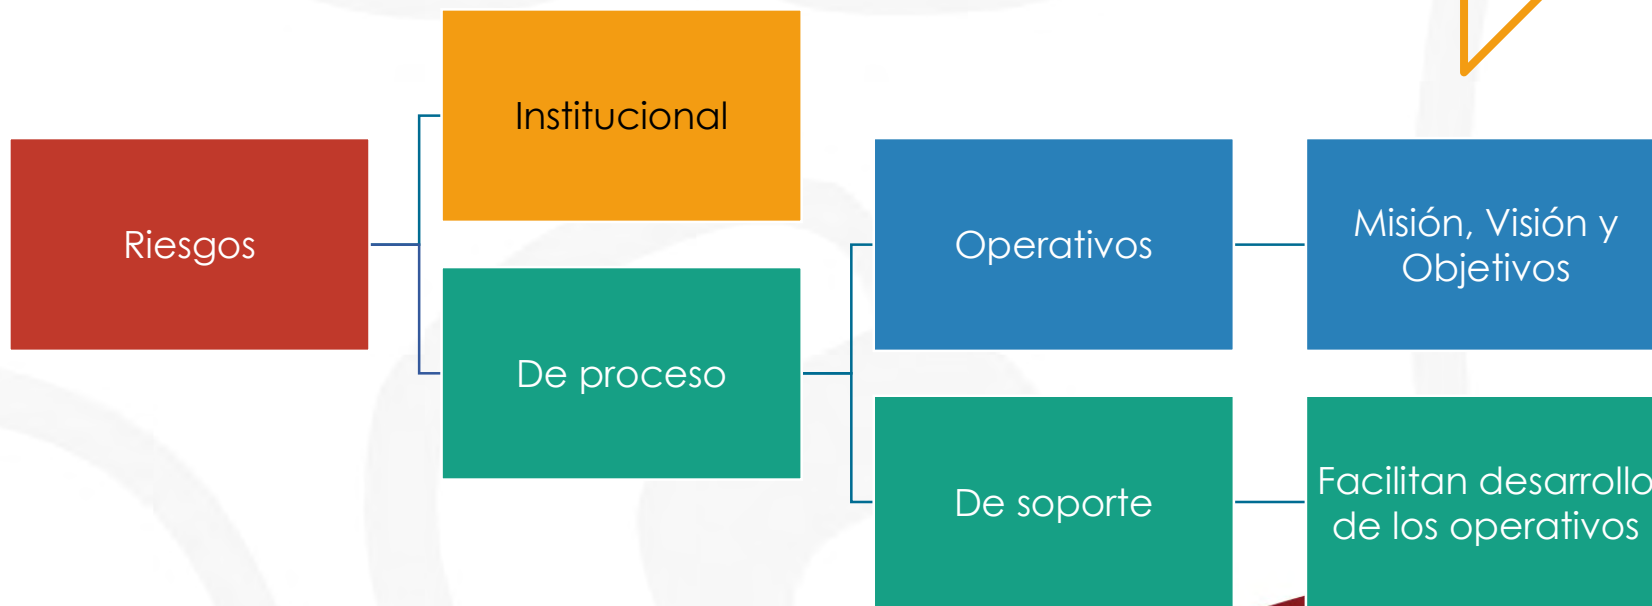 Riesgos
Institucional
De proceso
Operativos
De soporte
Misión, Visión y
Objetivos
Facilitan desarrollo
de los operativos